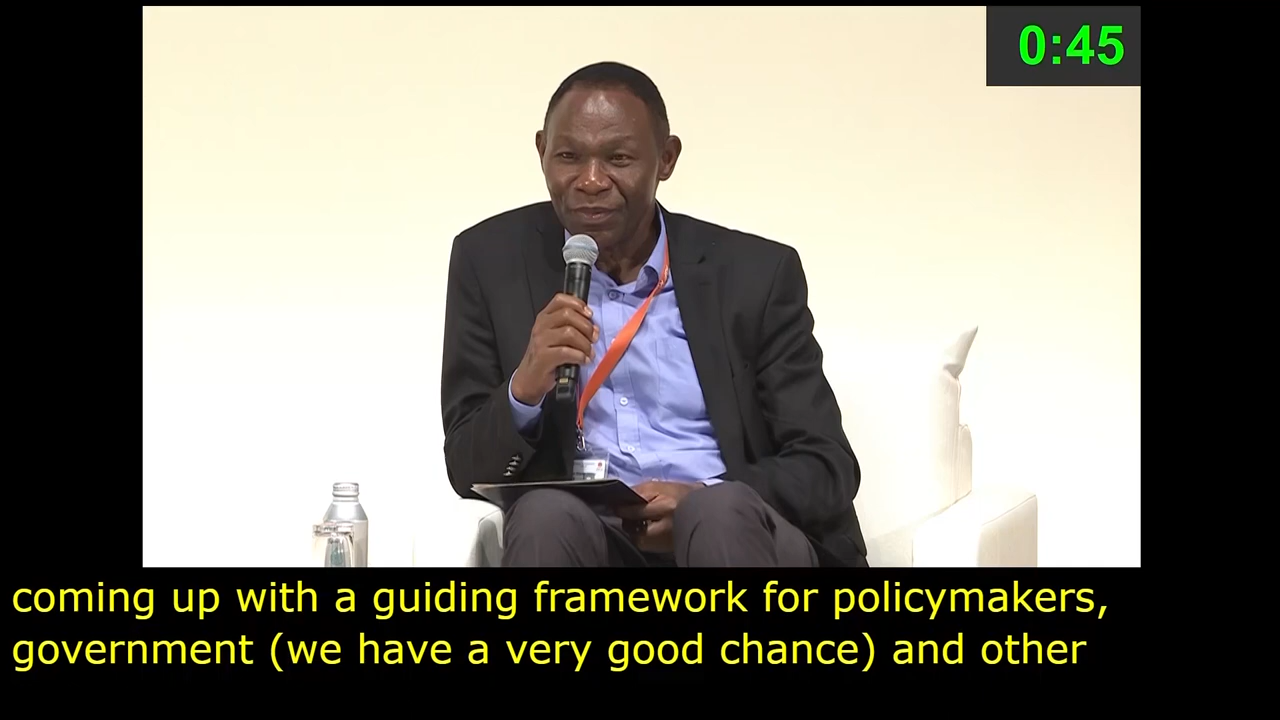 0:45
coming up with a guiding framework for policymakers,
government (we have a very good chance) and other